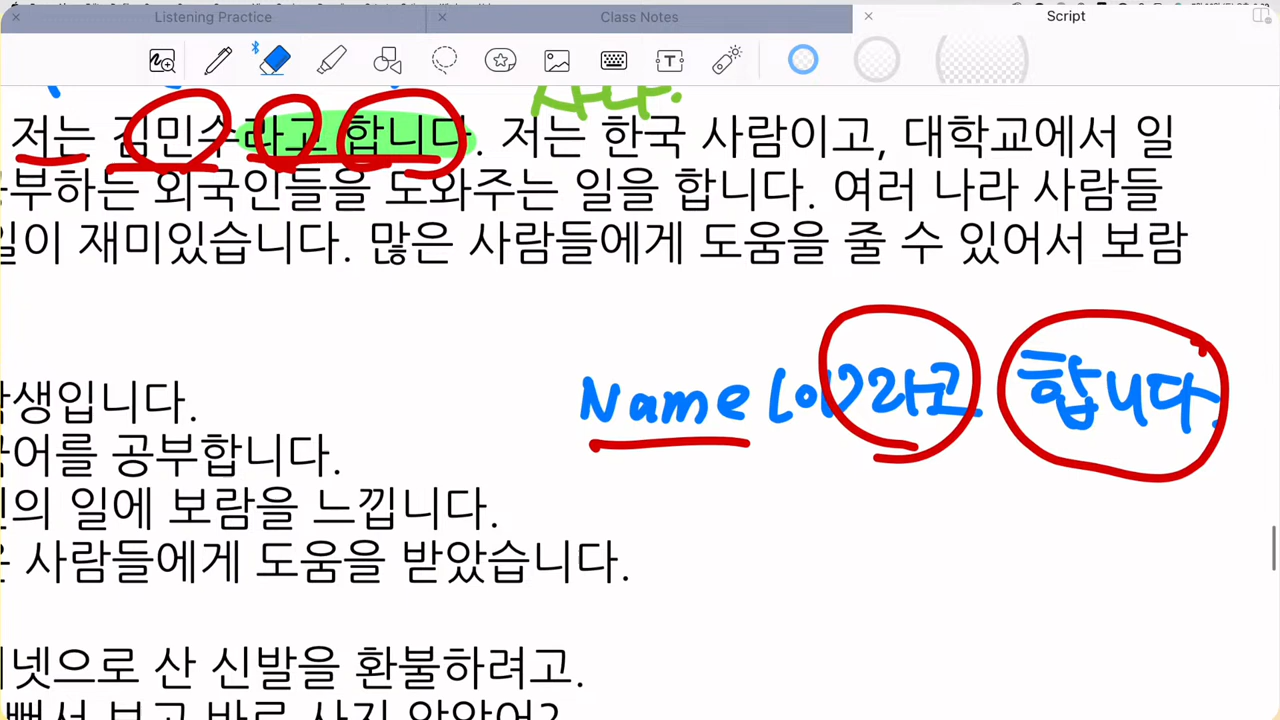 Listening Practice
Class Notes
Script
저는 김민수라고 합니다. 저는 한국 사람이고, 대학교에서 일
부하는 외국인들을 도와주는 일을 합니다. 여러 나라 사람들
일이 재미있습니다. 많은 사람들에게 도움을 줄 수 있어서 보람
Name (이)라고 합니다.
학생입니다.
국어를 공부합니다.
의 일에 보람을 느낍니다.
사람들에게 도움을 받았습니다.
넷으로 산 신발을 환불하려고.